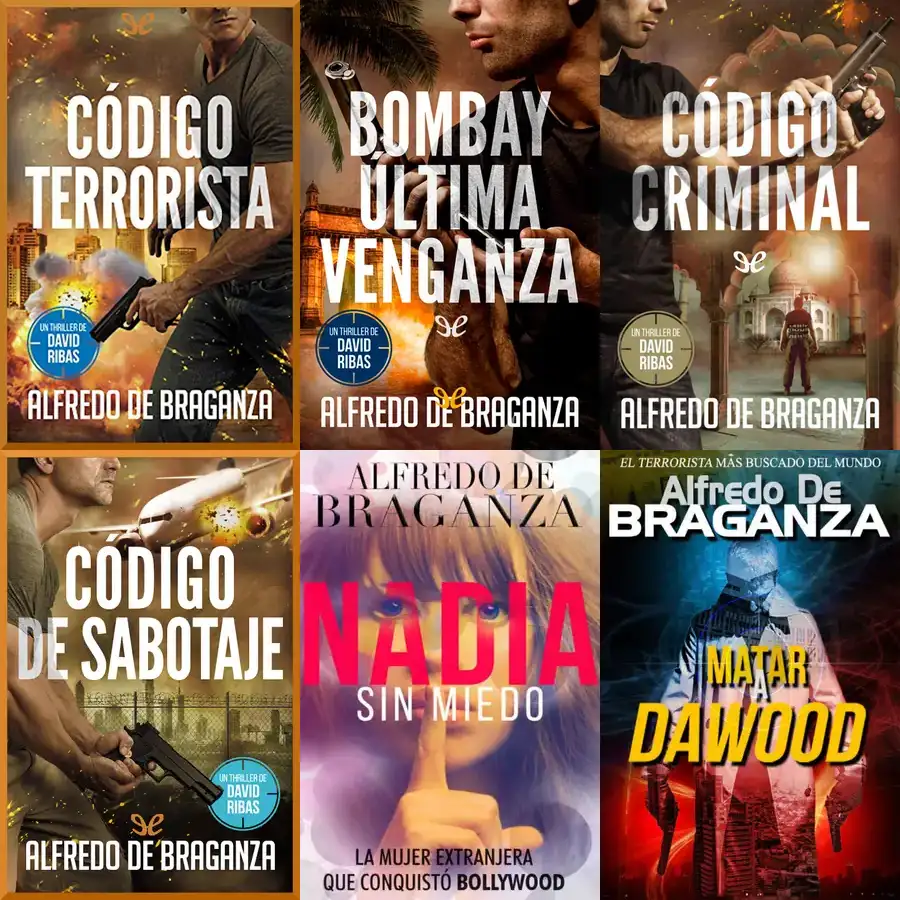 CÓDIGO
TERRORISTA
UN THRILLER DE
DAVID
RIBAS
ALFREDO DE BRAGANZA
BOMBAY
ÚLTIMA
VENGANZA
UN THRILLER DE
DAVID
RIBAS
ALFREDO DE BRAGANZA
CÓDIGO
CRIMINAL
UN THRILLER DE
DAVID
RIBAS
ALFREDO DE BRAGANZA
CÓDIGO
DE SABOTAJE
UN THRILLER DE
DAVID
RIBAS
ALFREDO DE BRAGANZA
ALFREDO DE
BRAGANZA
NADIA
SIN MIEDO
LA MUJER EXTRANJERA
QUE CONQUISTÓ BOLLYWOOD
EL TERRORISTA MÁS BUSCADO DEL MUNDO
Alfredo De
BRAGANZA
MATAR
A
DAWOOD